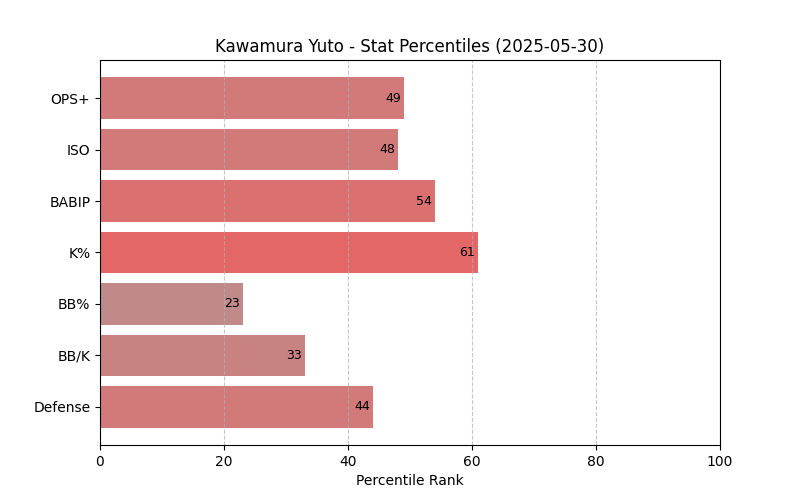 Kawamura Yuto - Stat Percentiles (2025-05-30)
OPS+ 49
ISO 48
BABIP 54
K% 61
BB% 23
BB/K 33
Defense 44
0 20 40 60 80 100
Percentile Rank